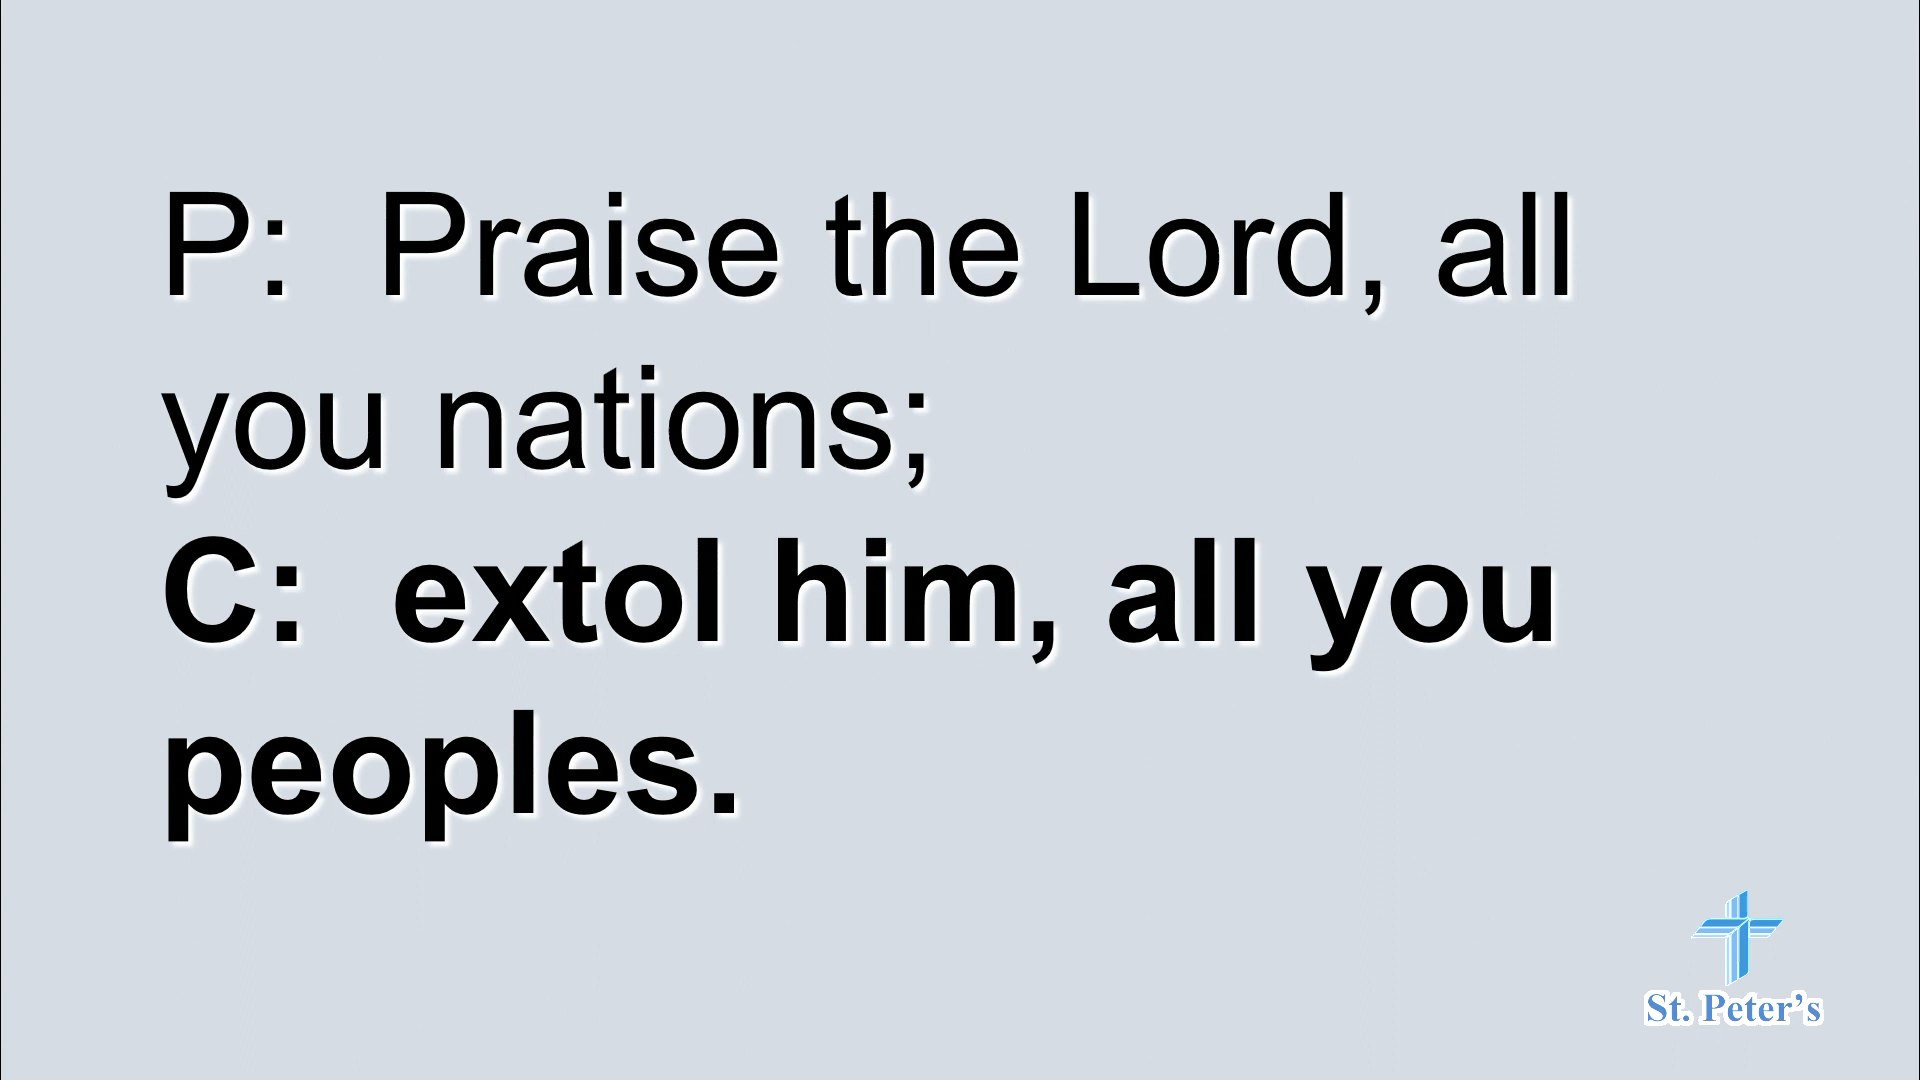 P:  Praise the Lord, all
you nations;
C:  extol him, all you
peoples.
St. Peter’s